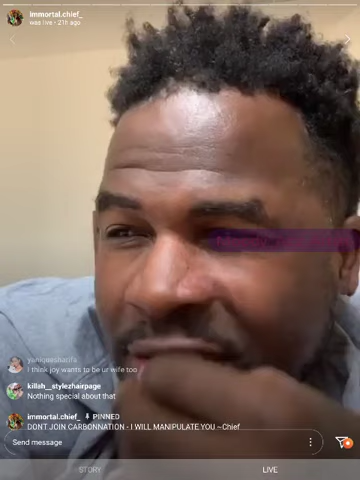 immortal.chief_
was live • 21h ago
yaniqueesharifa
I think joy wants to be ur wife too
killah__stylezhairpage
Nothing special about that
immortal.chief_ PINNED
DONT JOIN CARBONNATION - I WILL MANIPULATE YOU ~Chief
Send message
STORY
LIVE